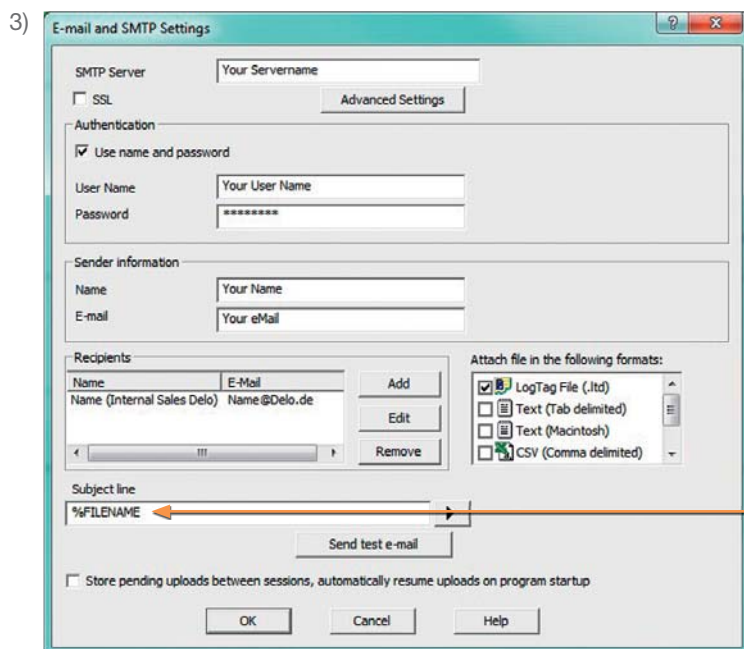 3)
E-mail and SMTP Settings
SMTP Server
Your Servername
SSL
Advanced Settings
Authentication
Use name and password
User Name
Your User Name
Password
********
Sender information
Name
Your Name
E-mail
Your eMail
Recipients
Name E-Mail
Name (Internal Sales Delo) Name@Delo.de
Add
Edit
Remove
Attach file in the following formats:
LogTag File (.ltd)
Text (Tab delimited)
Text (Macintosh)
CSV (Comma delimited)
Subject line
%FILENAME
Send test e-mail
Store pending uploads between sessions, automatically resume uploads on program startup
OK Cancel Help